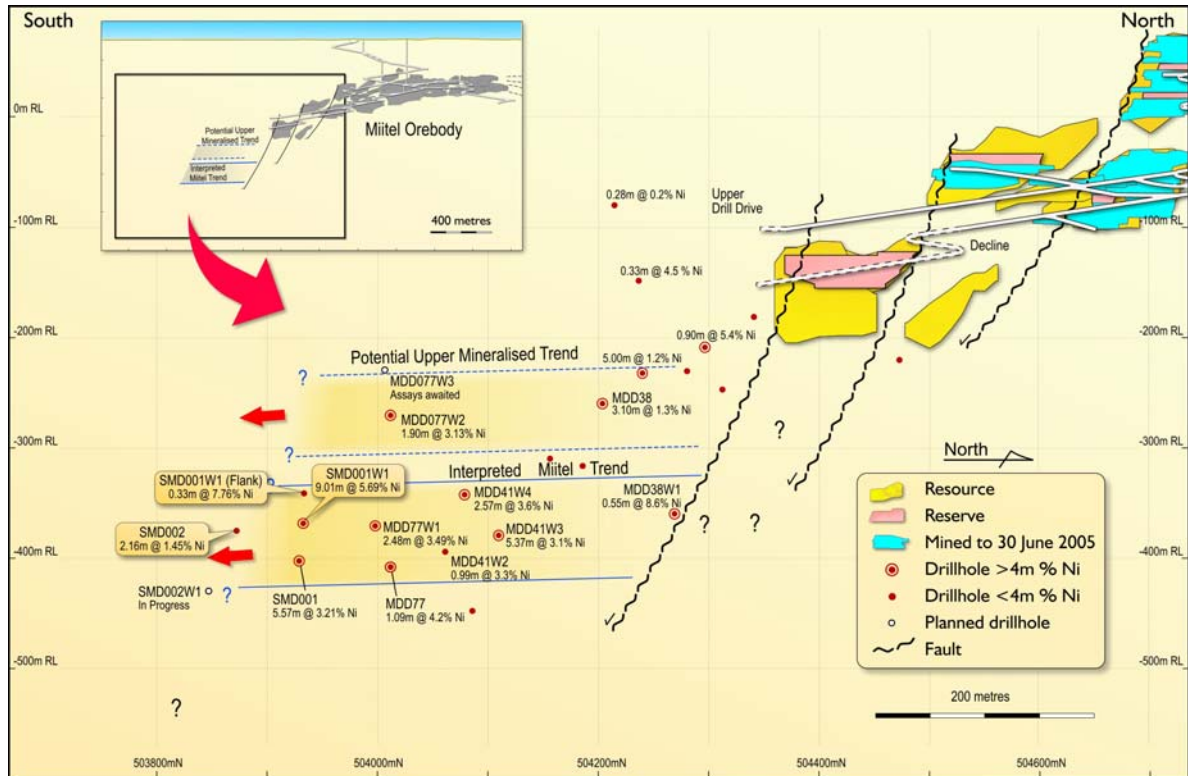 South
North
0m RL
-100m RL
-200m RL
-300m RL
-400m RL
-500m RL
Potential Upper
Mineralised Trend
Interpreted
Miitel Trend
Miitel Orebody
400 metres
0.28m @ 0.2% Ni
Upper
Drill Drive
-100m RL
0.33m @ 4.5 % Ni
Decline
0m RL
-200m RL
0.90m @ 5.4% Ni
5.00m @ 1.2% Ni
Potential Upper Mineralised Trend
?
MDD077W3
Assays awaited
MDD38
3.10m @ 1.3% Ni
MDD077W2
1.90m @ 3.13% Ni
?
-300m RL
?
Interpreted Miitel Trend
SMD001W1 (Flank)
0.33m @ 7.76% Ni
SMD001W1
9.01m @ 5.69% Ni
?
MDD41W4
2.57m @ 3.6% Ni
MDD38W1
0.55m @ 8.6% Ni
? ?
SMD002
2.16m @ 1.45% Ni
MDD77W1
2.48m @ 3.49% Ni
MDD41W3
5.37m @ 3.1% Ni
MDD41W2
0.99m @ 3.3% Ni
-400m RL
SMD002W1
In Progress
?
SMD001
5.57m @ 3.21% Ni
MDD77
1.09m @ 4.2% Ni
-500m RL
?
North
Resource
Reserve
Mined to 30 June 2005
Drillhole >4m % Ni
Drillhole <4m % Ni
Planned drillhole
Fault
200 metres
503800mN
504000mN
504200mN
504400mN
504600mN